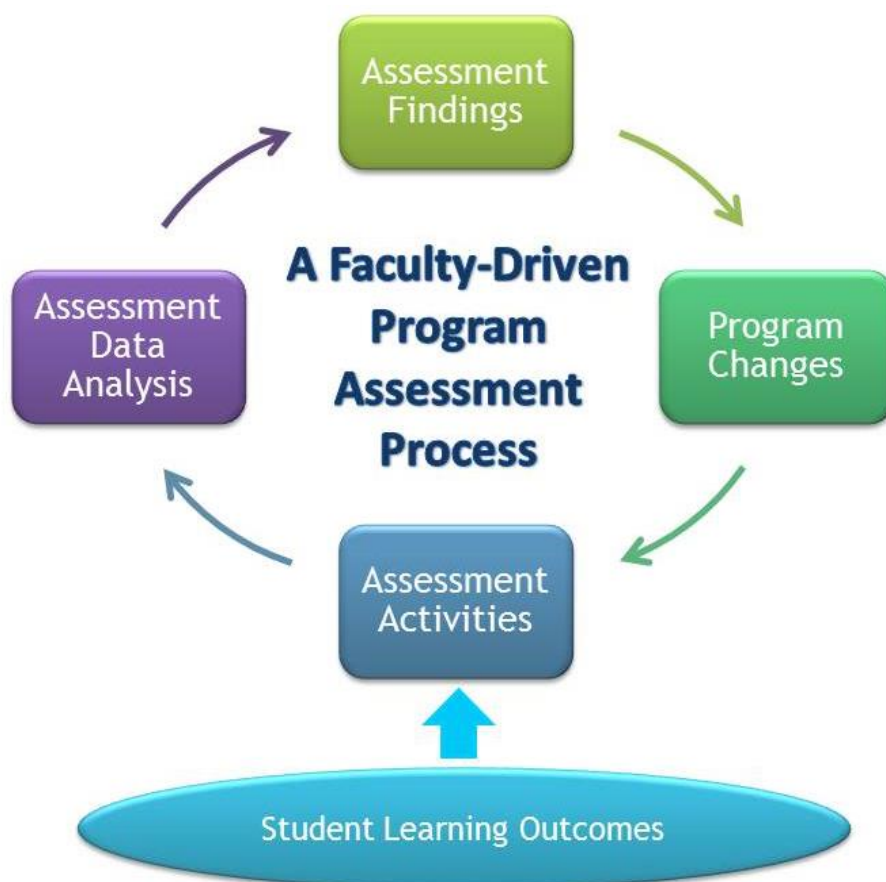 Assessment
Findings
A Faculty-Driven
Program
Assessment
Process
Assessment
Data
Analysis
Program
Changes
Assessment
Activities
Student Learning Outcomes